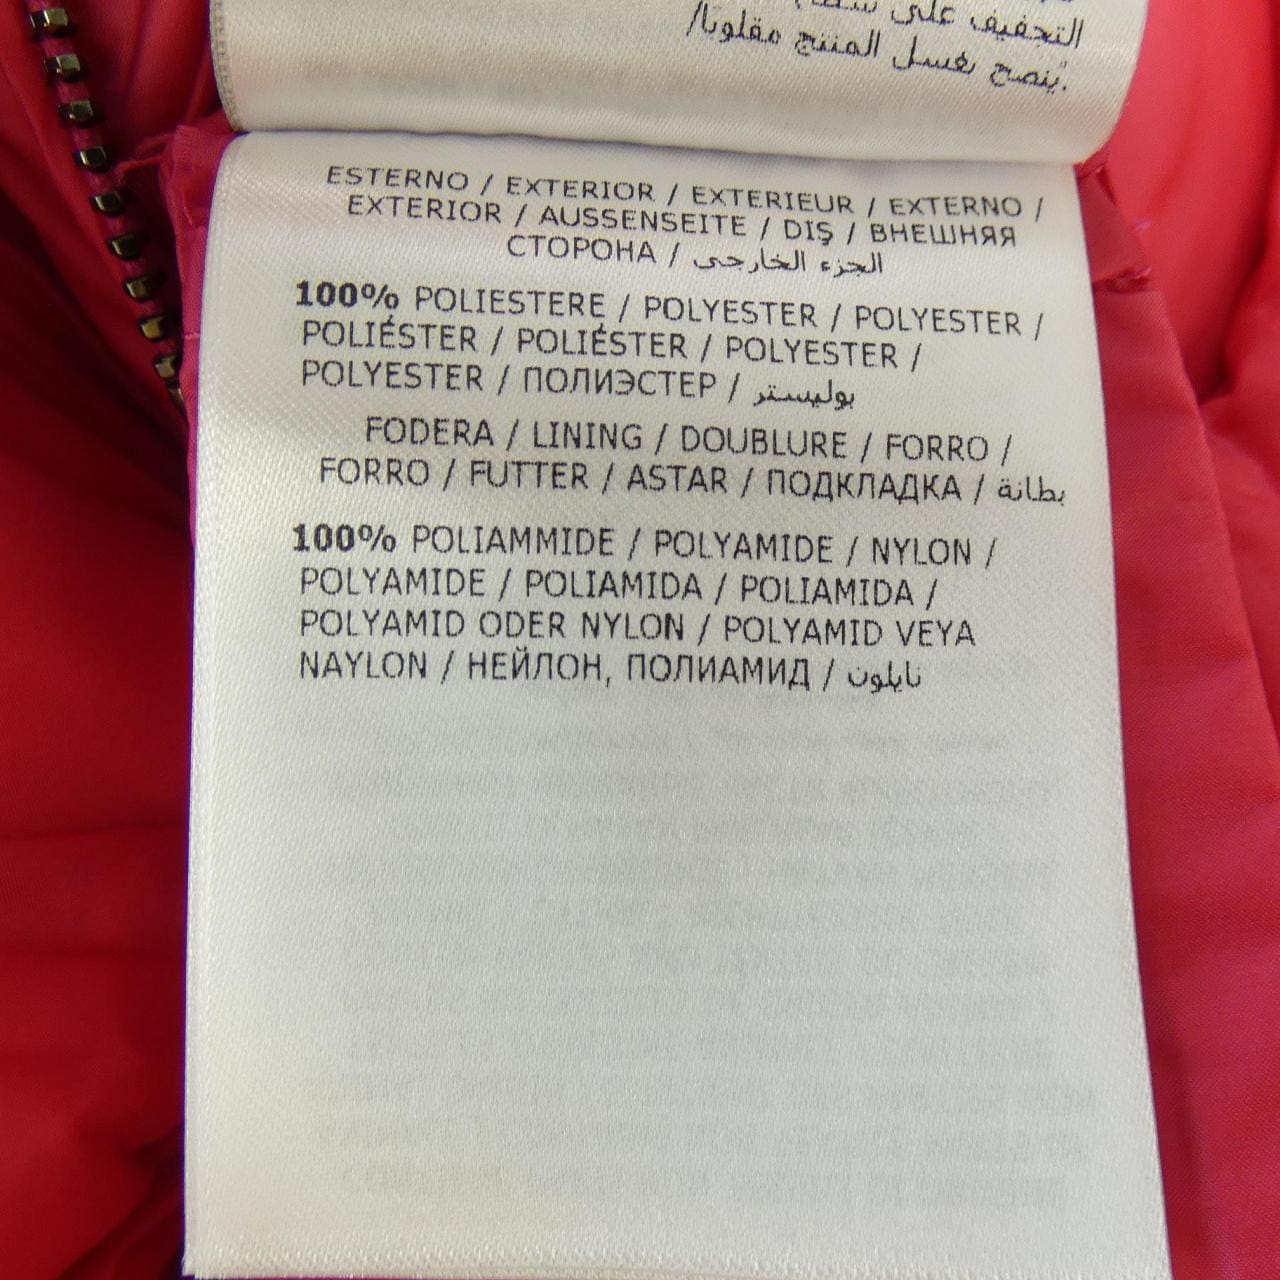 التجفيف على
يُنصح بغسل المنتج مقلوبًا/.
ESTERNO / EXTERIOR / EXTERIEUR / EXTERNO /
EXTERIOR / AUSSENSEITE / DIŞ / ВНЕШНЯЯ
СТОРОНА / الجزء الخارجى
100% POLIESTERE / POLYESTER / POLYESTER /
POLIÉSTER / POLIÉSTER / POLYESTER /
POLYESTER / ПОЛИЭСТЕР / بوليستر
FODERA / LINING / DOUBLURE / FORRO /
FORRO / FUTTER / ASTAR / ПОДКЛАДКА / بطانة
100% POLIAMMIDE / POLYAMIDE / NYLON /
POLYAMIDE / POLIAMIDA / POLIAMIDA /
POLYAMID ODER NYLON / POLYAMID VEYA
NAYLON / НЕЙЛОН, ПОЛИАМИД / نايلون